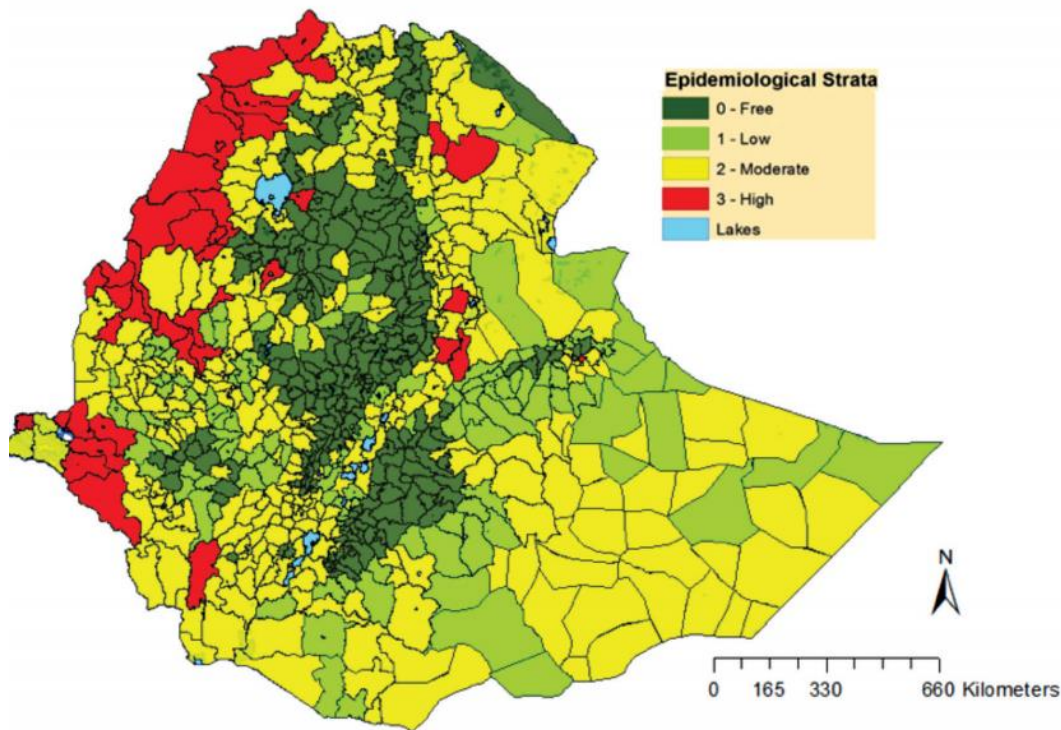 Epidemiological Strata
0 - Free
1 - Low
2 - Moderate
3 - High
Lakes
N
0 165 330 660 Kilometers